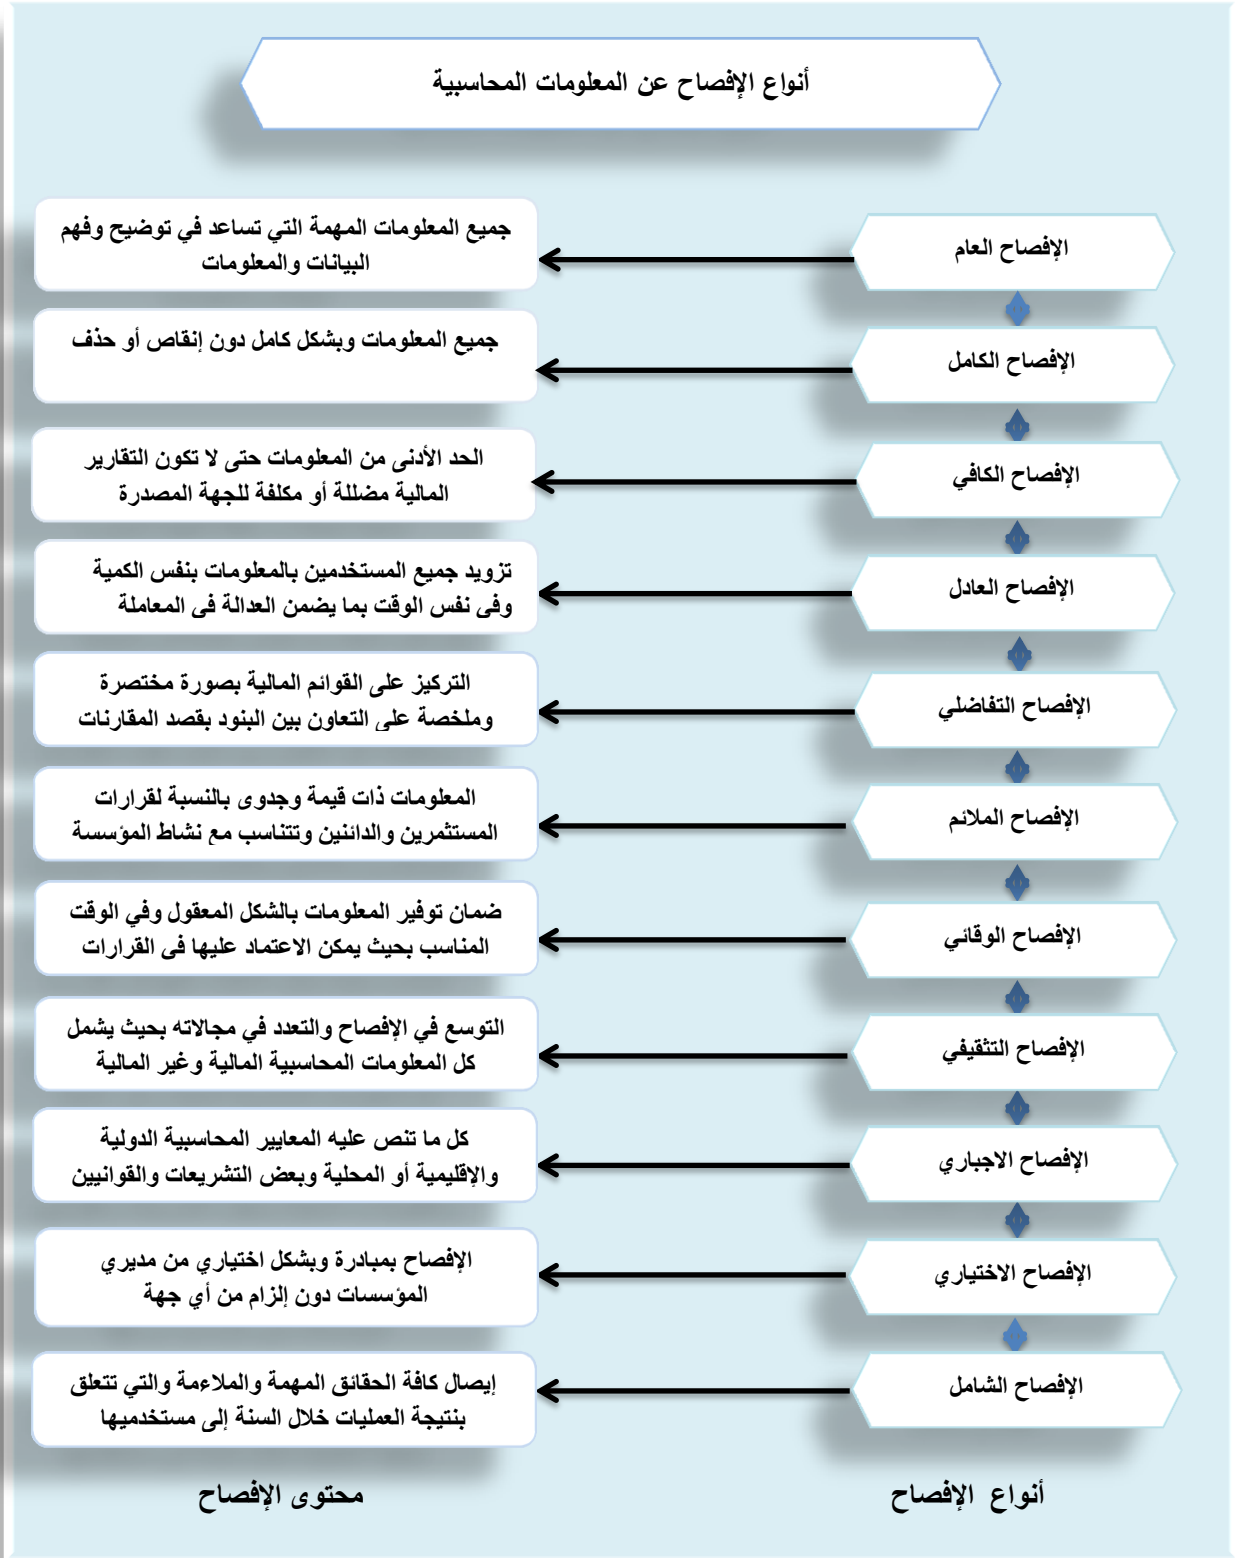 أنواع الإفصاح عن المعلومات المحاسبية
الإفصاح العام
جميع المعلومات المهمة التي تساعد في توضيح وفهم
البيانات والمعلومات
الإفصاح الكامل
جميع المعلومات وبشكل كامل دون إنقاص أو حذف
الإفصاح الكافي
الحد الأدنى من المعلومات حتى لا تكون التقارير
المالية مضللة أو مكلفة للجهة المصدرة
الإفصاح العادل
تزويد جميع المستخدمين بالمعلومات بنفس الكمية
وفي نفس الوقت بما يضمن العدالة في المعاملة
الإفصاح التفاضلي
التركيز على القوائم المالية بصورة مختصرة
وملخصة على التعاون بين البنود بقصد المقارنات
الإفصاح الملائم
المعلومات ذات قيمة وجدوى بالنسبة لقرارات
المستثمرين والدائنين وتتناسب مع نشاط المؤسسة
الإفصاح الوقائي
ضمان توفير المعلومات بالشكل المعقول وفي الوقت
المناسب بحيث يمكن الاعتماد عليها في القرارات
الإفصاح التثقيفي
التوسع في الإفصاح والتعدد في مجالاته بحيث يشمل
كل المعلومات المحاسبية المالية وغير المالية
الإفصاح الاجباري
كل ما تنص عليه المعايير المحاسبية الدولية
والإقليمية أو المحلية وبعض التشريعات والقوانيين
الإفصاح الاختياري
الإفصاح بمبادرة وبشكل اختياري من مديري
المؤسسات دون إلزام من أي جهة
الإفصاح الشامل
إيصال كافة الحقائق المهمة والملاءمة والتي تتعلق
بنتيجة العمليات خلال السنة إلى مستخدميها
أنواع الإفصاح
محتوى الإفصاح